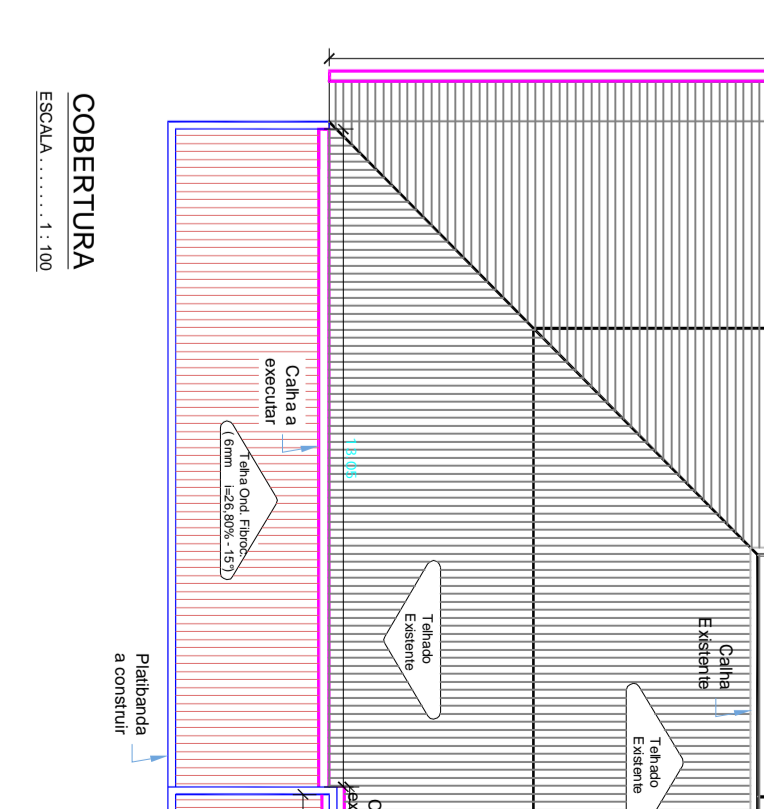 COBERTURA
ESCALA . . . . . . . 1 : 100
Calha a
executar
13.05
Telha Ond. Fibroc.
( 6mm i=26,80% - 15°)
Telhado
Existente
Calha
Existente
Telhado
Existente
Platibanda
a construir